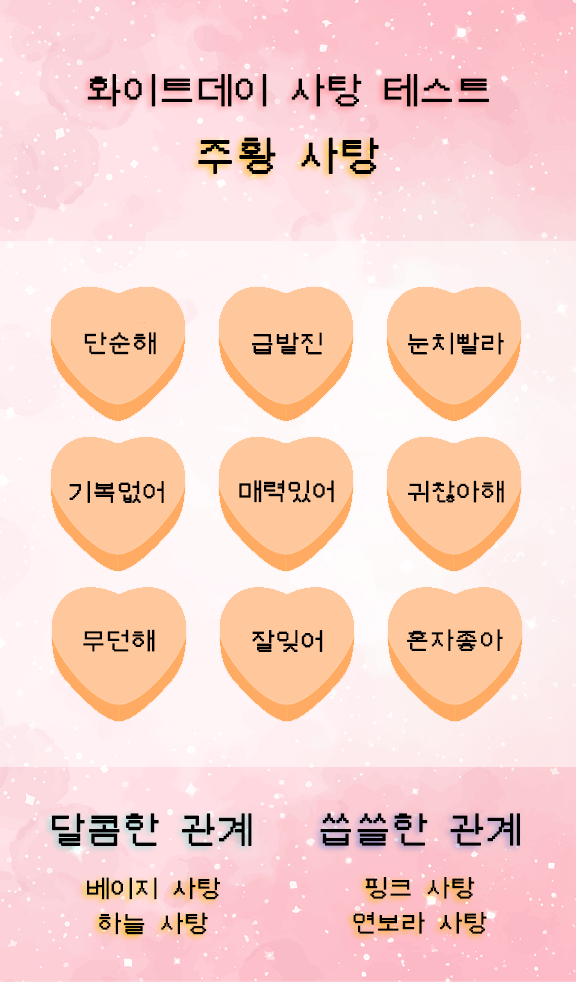 화이트데이 사탕 테스트
주황 사탕
단순해 급발진 눈치빨라
기복없어 매력있어 귀찮아해
무던해 잘잊어 혼자좋아
달콤한 관계 씁쓸한 관계
베이지 사탕 핑크 사탕
하늘 사탕 연보라 사탕